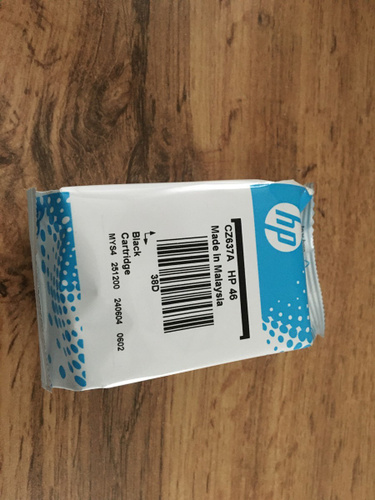 hp
CZ637A HP 46
Made In Malaysia
38D
Black
Cartridge
MYS4 251200 240604 0602